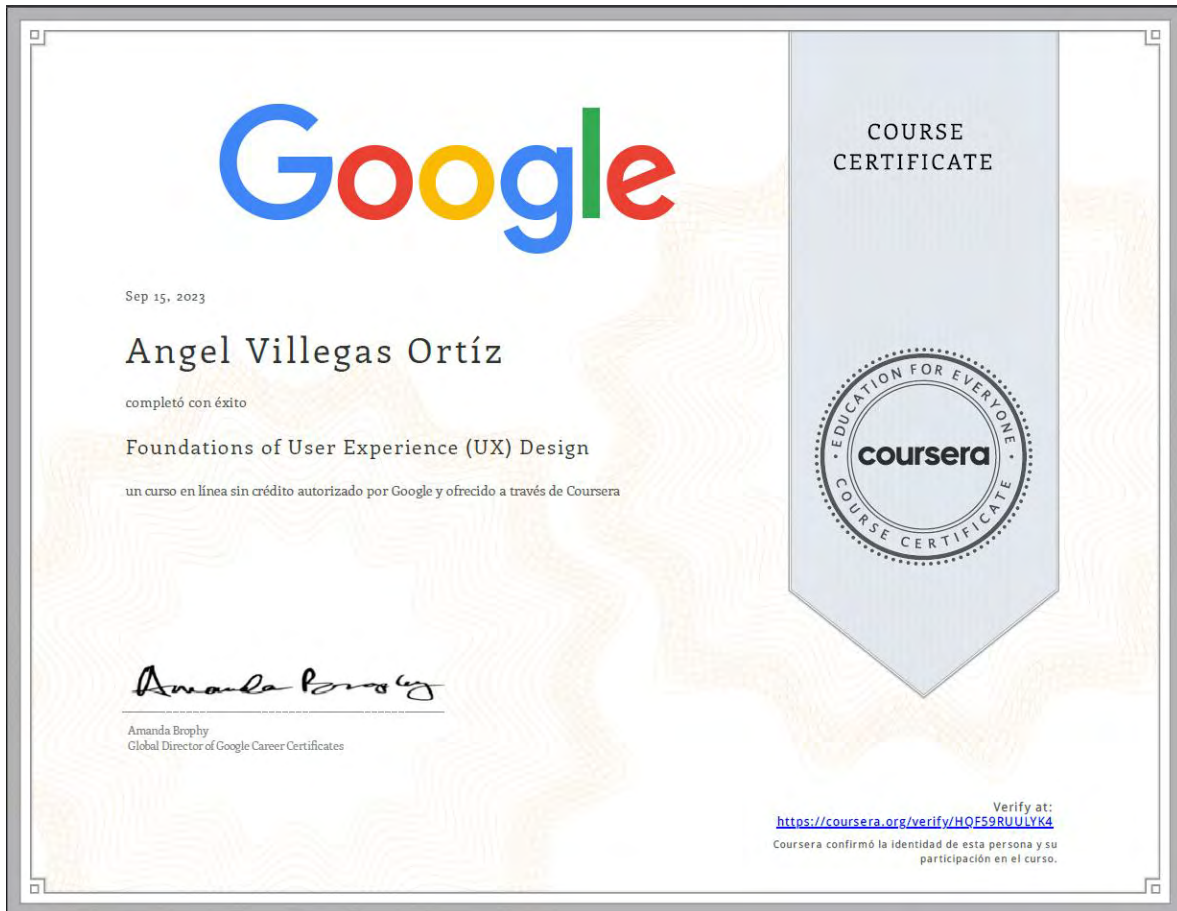 Google
COURSE
CERTIFICATE
Sep 15, 2023
Angel Villegas Ortíz
completó con éxito
Foundations of User Experience (UX) Design
un curso en línea sin crédito autorizado por Google y ofrecido a través de Coursera
EDUCATION FOR EVERYONE
coursera
COURSE CERTIFICATE
Amanda Brophy
Amanda Brophy
Global Director of Google Career Certificates
Verify at:
https://coursera.org/verify/HQF59RUULYK4
Coursera confirmó la identidad de esta persona y su
participación en el curso.